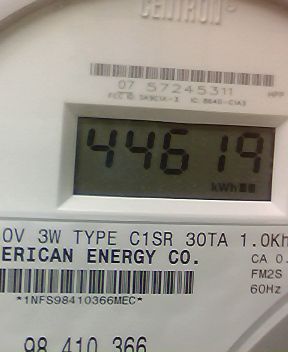 CENTRON®
07 57245311
44619
kWh
0V 3W TYPE C1SR 30TA 1.0Kh
ERICAN ENERGY CO.
CA 0.
FM2S
60Hz
*1NFS98410366MEC*
98 410 366